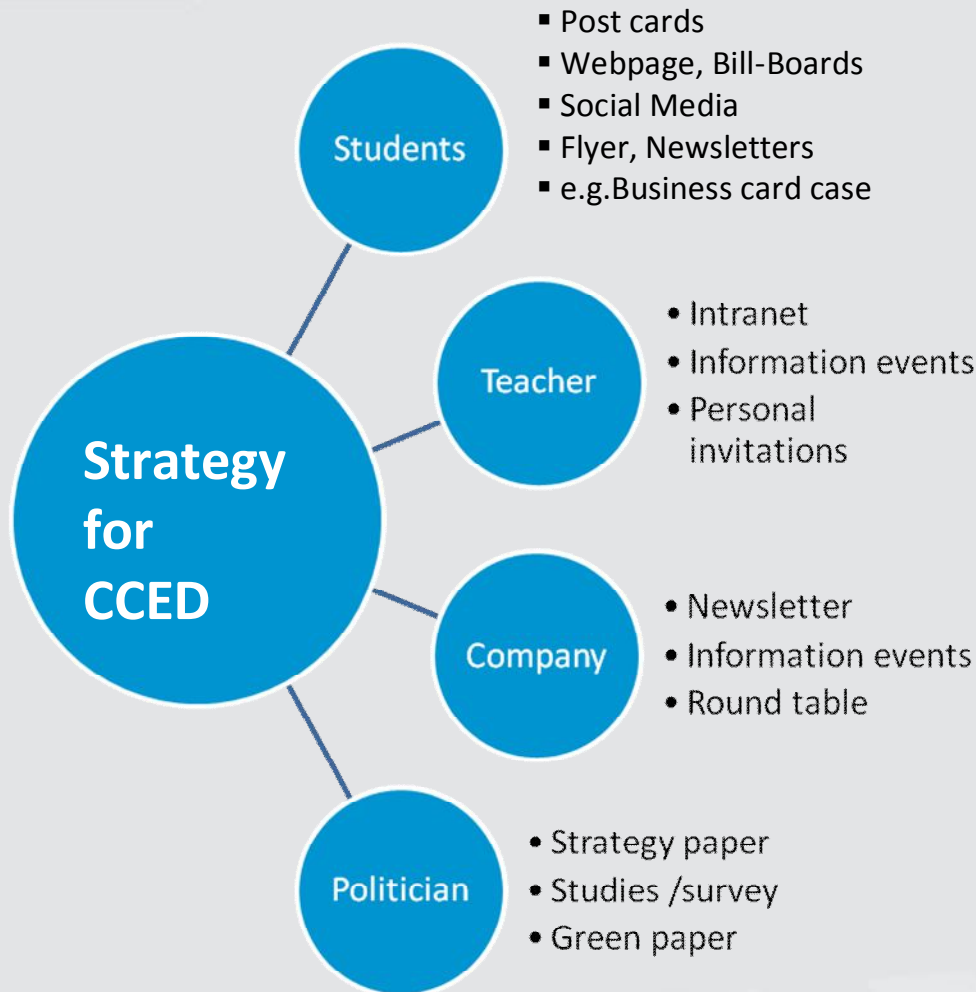 ▪ Post cards
▪ Webpage, Bill-Boards
▪ Social Media
▪ Flyer, Newsletters
▪ e.g.Business card case
Students
• Intranet
• Information events
• Personal
invitations
Teacher
Strategy
for
CCED
• Newsletter
• Information events
• Round table
Company
• Strategy paper
• Studies /survey
• Green paper
Politician